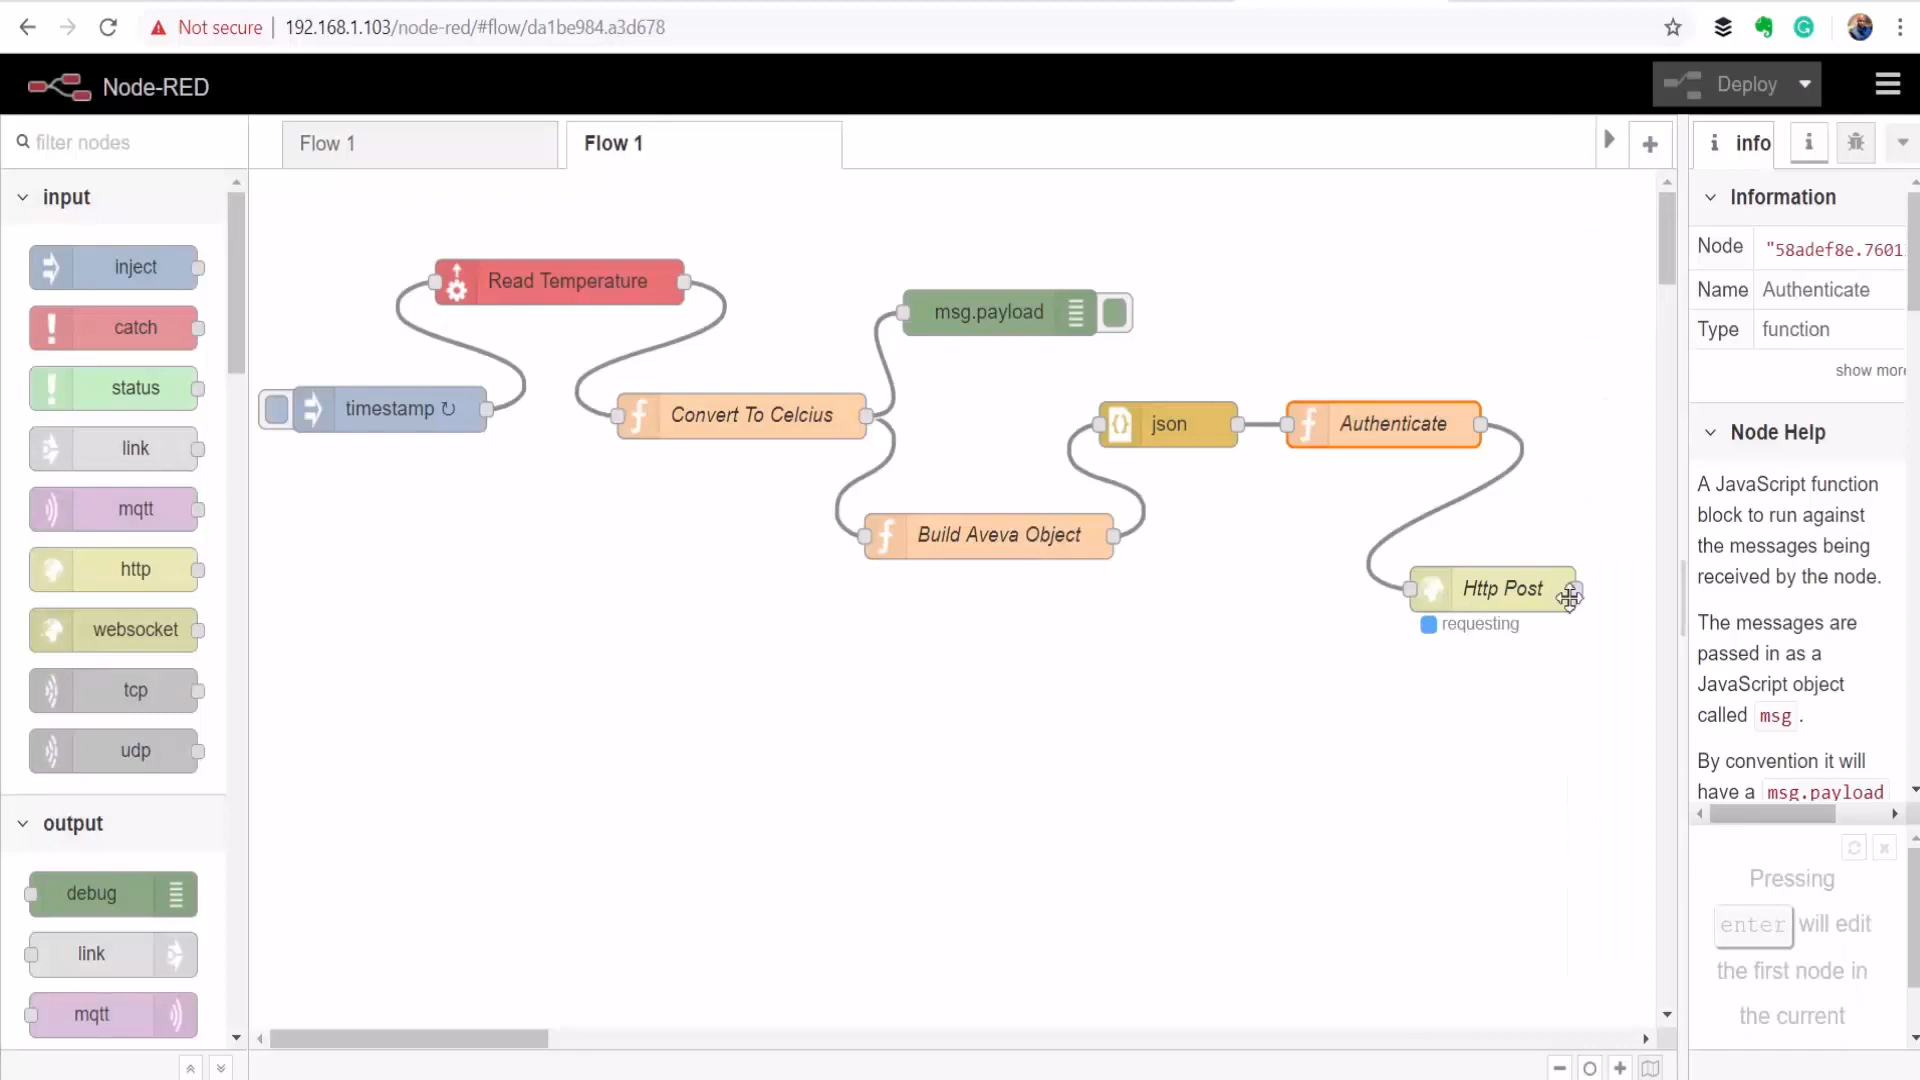 Not secure | 192.168.1.103/node-red/#flow/da1be984.a3d678
Node-RED
Deploy
filter nodes
Flow 1
Flow 1
info
input
inject
catch
status
link
mqtt
http
websocket
tcp
udp
output
debug
link
mqtt
Read Temperature
msg.payload
timestamp ↻
Convert To Celcius
json
Authenticate
Build Aveva Object
Http Post
requesting
Information
Node "58adef8e.7601
Name Authenticate
Type function
show more
Node Help
A JavaScript function
block to run against
the messages being
received by the node.
The messages are
passed in as a
JavaScript object
called msg .
By convention it will
have a msg.payload
Pressing
enter will edit
the first node in
the current